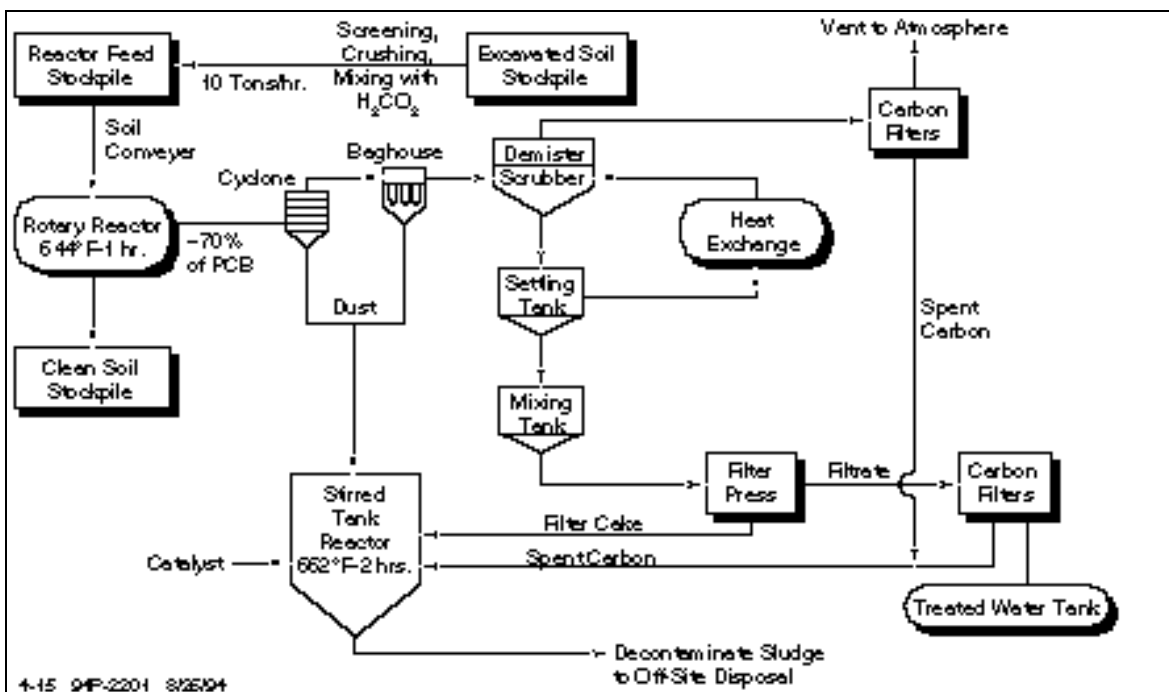 Vent to Atmosphere
Reactor Feed
Stockpile
10 Tons/hr.
Screening,
Crushing,
Mixing with
H₂CO₂
Excavated Soil
Stockpile
Carbon
Filters
Soil
Conveyer
Baghouse
Cyclone
Demister
Scrubber
Rotary Reactor
644°F-1 hr.
~70%
of PCB
Heat
Exchange
Dust
Settling
Tank
Spent
Carbon
Clean Soil
Stockpile
Mixing
Tank
Stirred
Tank
Reactor
662°F-2 hrs.
Filter
Press
Filtrate
Carbon
Filters
Filter Cake
Catalyst
Spent Carbon
Treated Water Tank
Decontaminate Sludge
to Off-Site Disposal
4-15 94P-2201 8/26/94